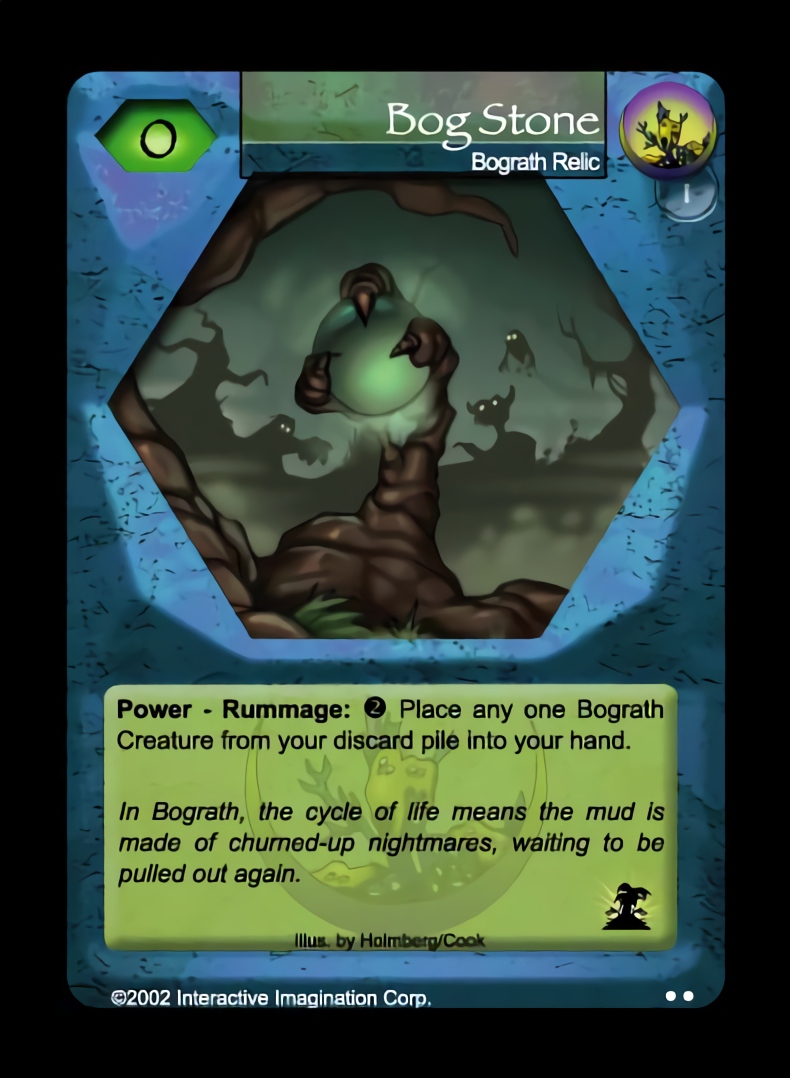 O
Bog Stone
Bograth Relic
I
Power - Rummage: ❷ Place any one Bograth
Creature from your discard pile into your hand.
In Bograth, the cycle of life means the mud is
made of churned-up nightmares, waiting to be
pulled out again.
Illus. by Holmberg/Cook
©2002 Interactive Imagination Corp.